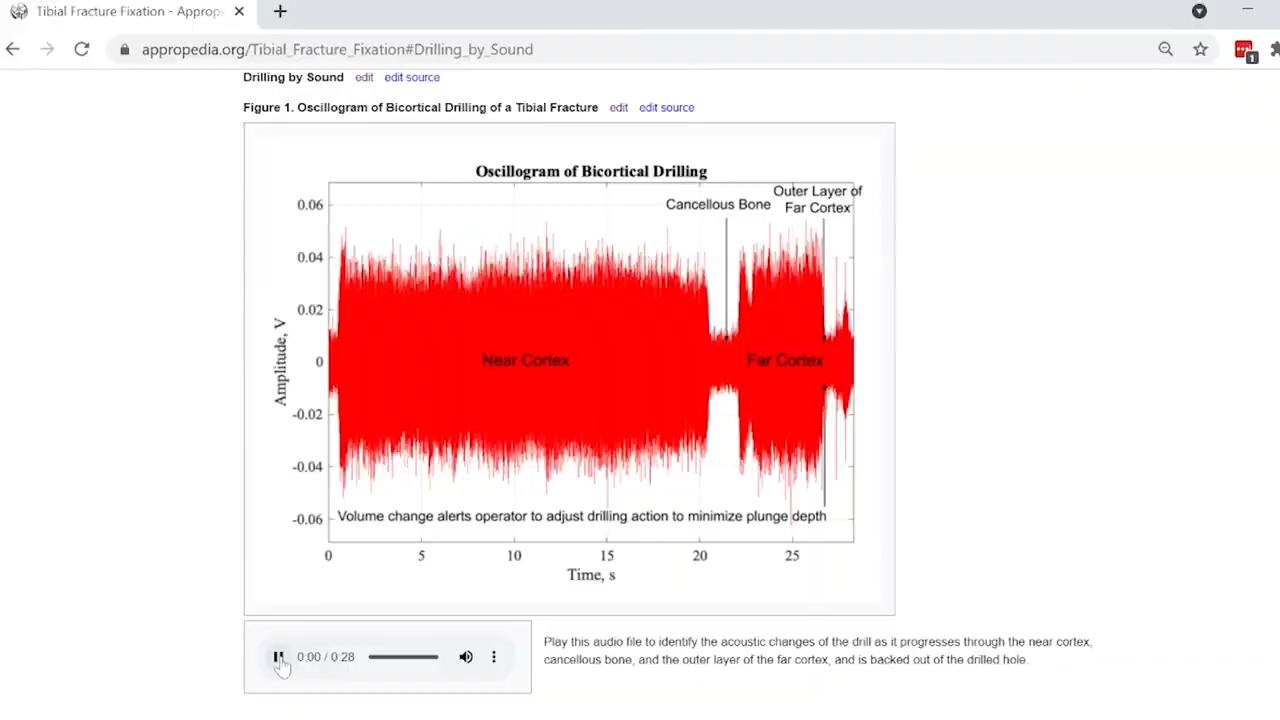 Tibial Fracture Fixation - Approp
appropedia.org/Tibial_Fracture_Fixation#Drilling_by_Sound
1
Drilling by Sound edit edit source
Figure 1. Oscillogram of Bicortical Drilling of a Tibial Fracture edit edit source
Oscillogram of Bicortical Drilling
Outer Layer of
Far Cortex
Cancellous Bone
0.06
0.04
0.02
0
-0.02
-0.04
-0.06
Amplitude, V
Near Cortex
Far Cortex
Volume change alerts operator to adjust drilling action to minimize plunge depth
0 5 10 15 20 25
Time, s
0:00 / 0:28
Play this audio file to identify the acoustic changes of the drill as it progresses through the near cortex,
cancellous bone, and the outer layer of the far cortex, and is backed out of the drilled hole.